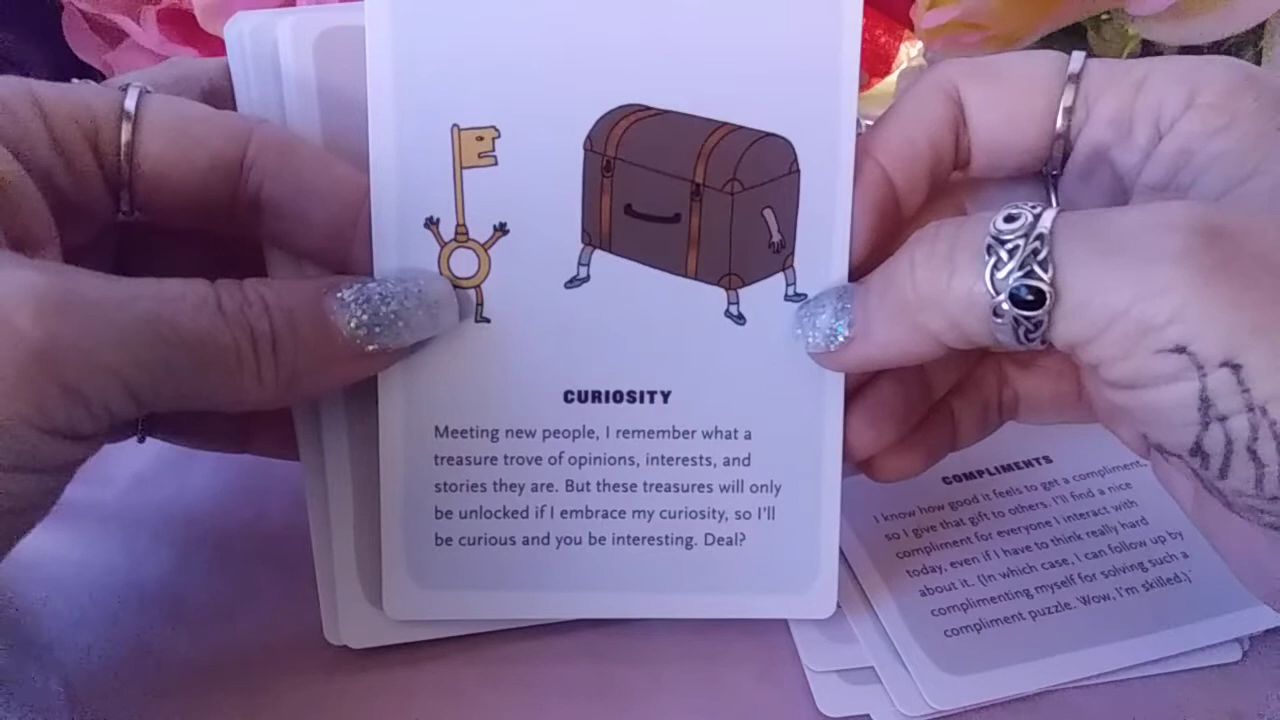 CURIOSITY
Meeting new people, I remember what a
treasure trove of opinions, interests, and
stories they are. But these treasures will only
be unlocked if I embrace my curiosity, so I'll
be curious and you be interesting. Deal?
COMPLIMENTS
I know how good it feels to get a compliment,
so I give that gift to others. I'll find a nice
compliment for everyone I interact with
today, even if I have to think really hard
about it. (In which case, I can follow up by
complimenting myself for solving such a
compliment puzzle. Wow, I'm skilled.)